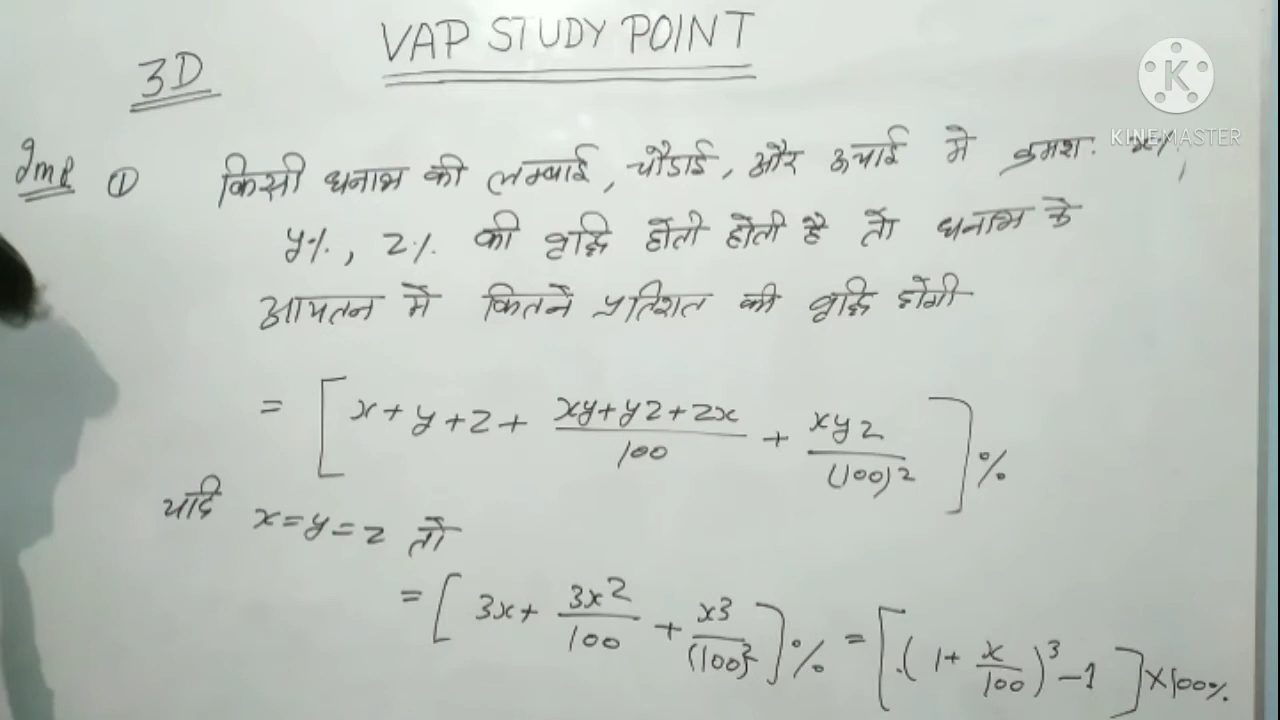 VAP STUDY POINT
3D
K
KINEMASTER
Imp ① किसी घनाभ की लम्बाई, चौडाई, और ऊचाई मे क्रमशः x%,
y%, z% की वृद्धि होती होती है तो घनाभ के
आयतन में कितने प्रतिशत की वृद्धि होगी
= [x+y+z+ (xy+yz+zx)/100 + xyz/(100)²]%
यदि x=y=z तो
= [3x+ 3x²/100 + x³/(100)²]% = [(1+ x/100)³-1]×100%